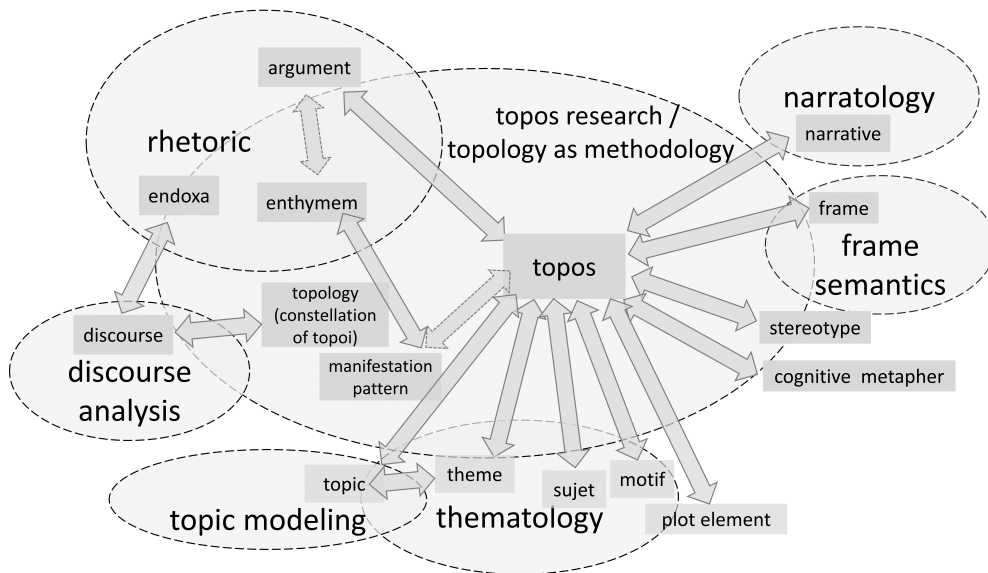 argument
rhetoric
endoxa
enthymem
topos research /
topology as methodology
narratology
narrative
frame
frame
semantics
topos
topology
(constellation
of topoi)
manifestation
pattern
discourse
discourse
analysis
stereotype
cognitive metapher
topic
topic modeling
theme
sujet
motif
thematology
plot element